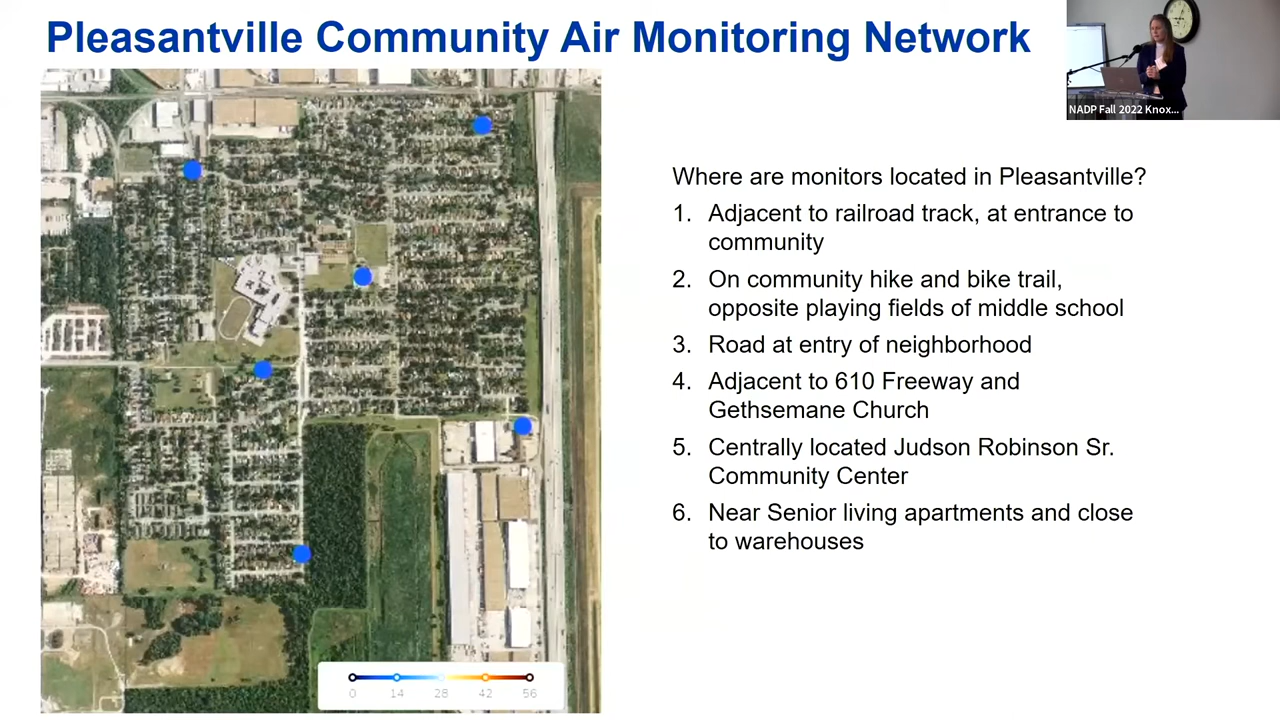 Pleasantville Community Air Monitoring Network
NADP Fall 2022 Knox...
Where are monitors located in Pleasantville?
1. Adjacent to railroad track, at entrance to
community
2. On community hike and bike trail,
opposite playing fields of middle school
3. Road at entry of neighborhood
4. Adjacent to 610 Freeway and
Gethsemane Church
5. Centrally located Judson Robinson Sr.
Community Center
6. Near Senior living apartments and close
to warehouses
0 14 28 42 56